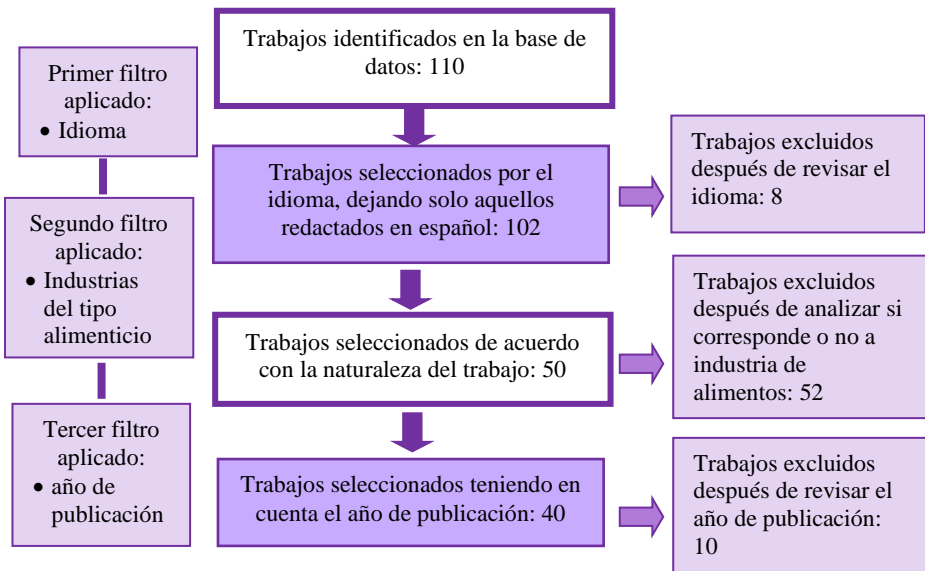 Trabajos identificados en la base de
datos: 110
Primer filtro
aplicado:
• Idioma
Trabajos seleccionados por el
idioma, dejando solo aquellos
redactados en español: 102
Trabajos excluidos
después de revisar el
idioma: 8
Segundo filtro
aplicado:
• Industrias
del tipo
alimenticio
Trabajos seleccionados de acuerdo
con la naturaleza del trabajo: 50
Trabajos excluidos
después de analizar si
corresponde o no a
industria de
alimentos: 52
Tercer filtro
aplicado:
• año de
publicación
Trabajos seleccionados teniendo en
cuenta el año de publicación: 40
Trabajos excluidos
después de revisar el
año de publicación:
10